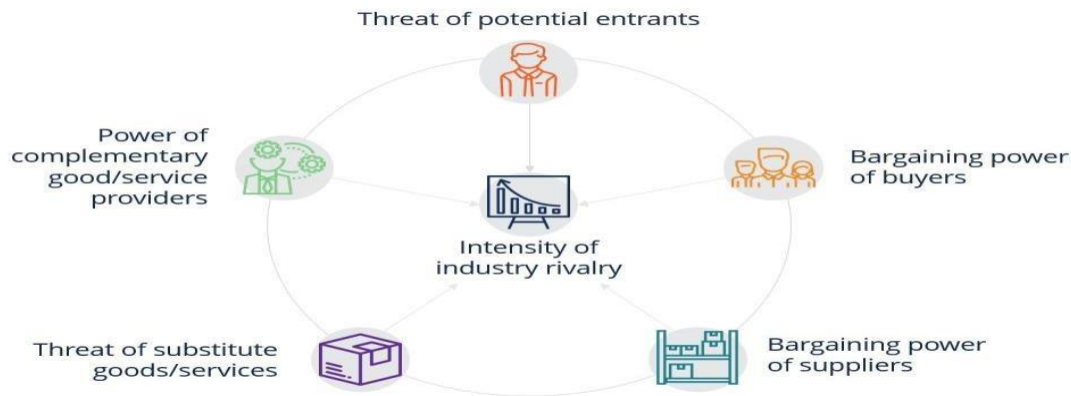 Threat of potential entrants
Power of
complementary
good/service
providers
Bargaining power
of buyers
Intensity of
industry rivalry
Threat of substitute
goods/services
Bargaining power
of suppliers